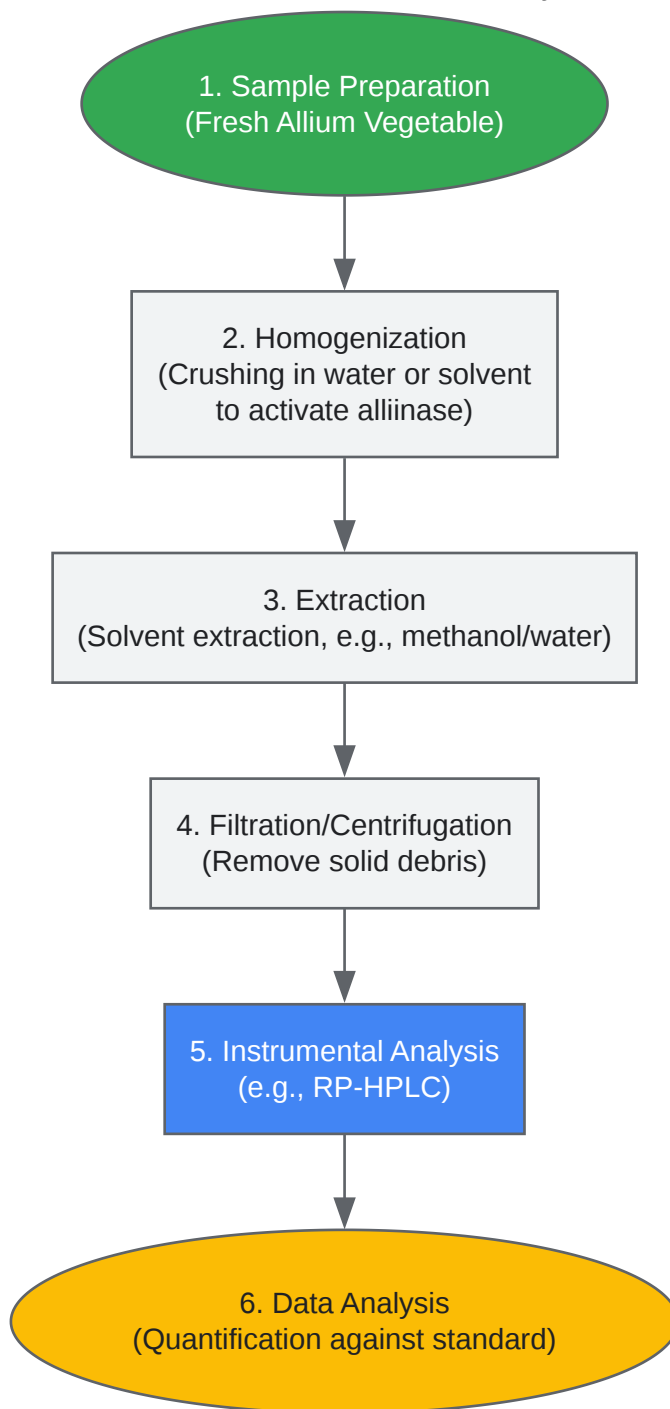 1. Sample Preparation
(Fresh Allium Vegetable)
2. Homogenization
(Crushing in water or solvent
to activate alliinase)
3. Extraction
(Solvent extraction, e.g., methanol/water)
4. Filtration/Centrifugation
(Remove solid debris)
5. Instrumental Analysis
(e.g., RP-HPLC)
6. Data Analysis
(Quantification against standard)